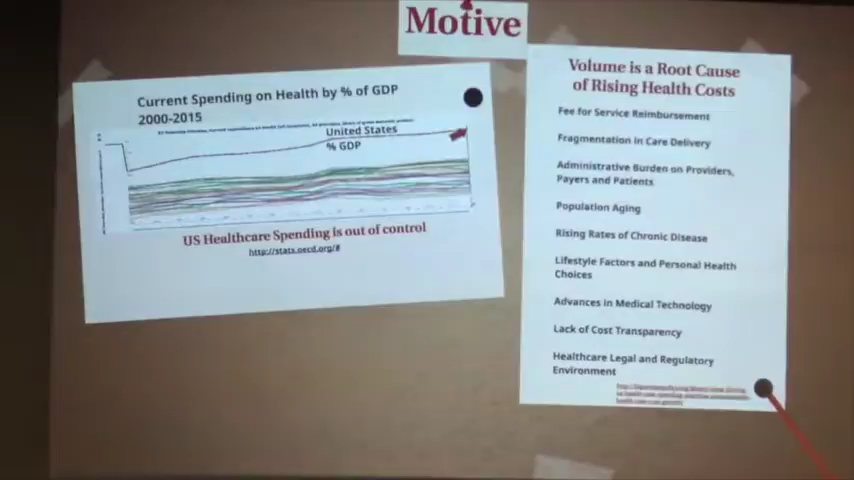 Motive
Current Spending on Health by % of GDP
2000-2015
United States
% GDP
US Healthcare Spending is out of control
http://stats.oecd.org/#
Volume is a Root Cause
of Rising Health Costs
Fee for Service Reimbursement
Fragmentation in Care Delivery
Administrative Burden on Providers,
Payers and Patients
Population Aging
Rising Rates of Chronic Disease
Lifestyle Factors and Personal Health
Choices
Advances in Medical Technology
Lack of Cost Transparency
Healthcare Legal and Regulatory
Environment